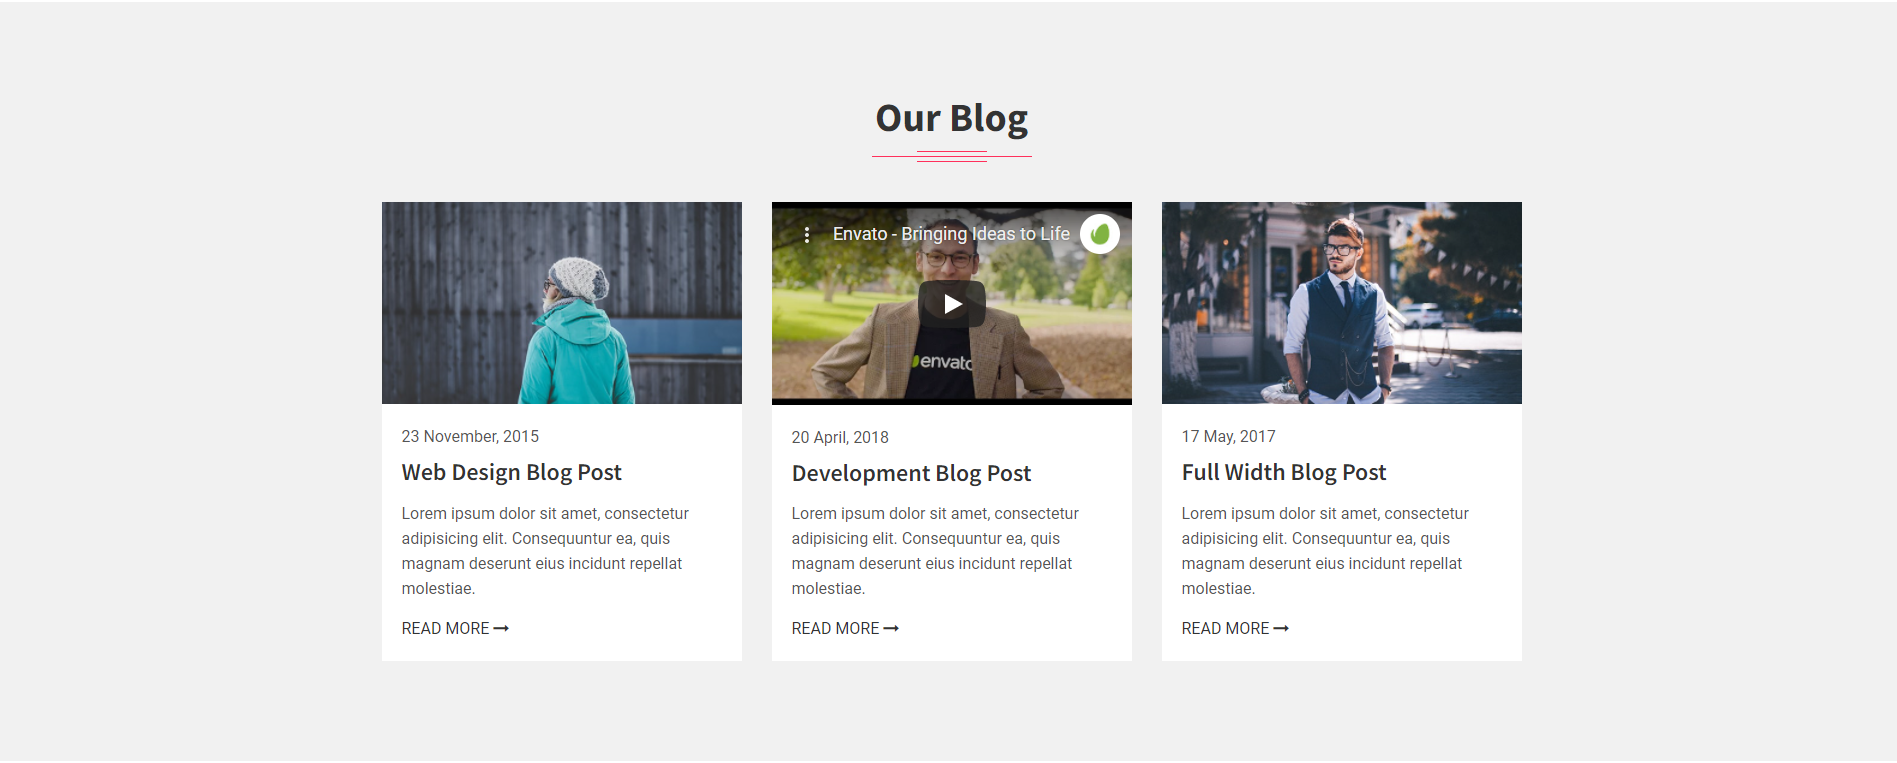 Our Blog
Envato - Bringing Ideas to Life
envato
23 November, 2015
Web Design Blog Post
Lorem ipsum dolor sit amet, consectetur
adipisicing elit. Consequuntur ea, quis
magnam deserunt eius incidunt repellat
molestiae.
READ MORE
20 April, 2018
Development Blog Post
Lorem ipsum dolor sit amet, consectetur
adipisicing elit. Consequuntur ea, quis
magnam deserunt eius incidunt repellat
molestiae.
READ MORE
17 May, 2017
Full Width Blog Post
Lorem ipsum dolor sit amet, consectetur
adipisicing elit. Consequuntur ea, quis
magnam deserunt eius incidunt repellat
molestiae.
READ MORE